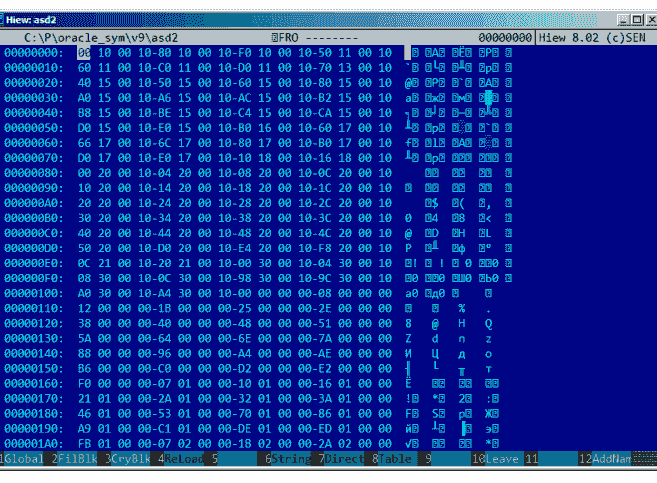 Hiew: asd2
C:\P\oracle_sym\v9\asd2 FRO -------- 00000000 Hiew 8.02 (c)SEN
00000000: 00 10 00 10-80 10 00 10-F0 10 00 10-50 11 00 10
00000010: 60 11 00 10-C0 11 00 10-D0 11 00 10-70 13 00 10
00000020: 40 15 00 10-50 15 00 10-60 15 00 10-80 15 00 10
00000030: A0 15 00 10-A6 15 00 10-AC 15 00 10-B2 15 00 10
00000040: B8 15 00 10-BE 15 00 10-C4 15 00 10-CA 15 00 10
00000050: D0 15 00 10-E0 15 00 10-B0 16 00 10-60 17 00 10
00000060: 66 17 00 10-6C 17 00 10-80 17 00 10-B0 17 00 10
00000070: D0 17 00 10-E0 17 00 10-10 18 00 10-16 18 00 10
00000080: 00 20 00 10-04 20 00 10-08 20 00 10-0C 20 00 10
00000090: 10 20 00 10-14 20 00 10-18 20 00 10-1C 20 00 10
000000A0: 20 20 00 10-24 20 00 10-28 20 00 10-2C 20 00 10 $ ( ,
000000B0: 30 20 00 10-34 20 00 10-38 20 00 10-3C 20 00 10 0 4 8 <
000000C0: 40 20 00 10-44 20 00 10-48 20 00 10-4C 20 00 10 @ D H L
000000D0: 50 20 00 10-D0 20 00 10-E4 20 00 10-F8 20 00 10 P ╨ ф °
000000E0: 0C 21 00 10-20 21 00 10-00 30 00 10-04 30 00 10 ! ! 0 0
000000F0: 08 30 00 10-0C 30 00 10-98 30 00 10-9C 30 00 10 0 0 Ш0 Ь0
00000100: A0 30 00 10-A4 30 00 10-00 00 00 00-08 00 00 00 а0 д0
00000110: 12 00 00 00-1B 00 00 00-25 00 00 00-2E 00 00 00 % .
00000120: 38 00 00 00-40 00 00 00-48 00 00 00-51 00 00 00 8 @ H Q
00000130: 5A 00 00 00-64 00 00 00-6E 00 00 00-7A 00 00 00 Z d n z
00000140: 88 00 00 00-96 00 00 00-A4 00 00 00-AE 00 00 00 И Ц д о
00000150: B6 00 00 00-C0 00 00 00-D2 00 00 00-E2 00 00 00 ╢ └ ╥ т
00000160: F0 00 00 00-07 01 00 00-10 01 00 00-16 01 00 00 Ё
00000170: 21 01 00 00-2A 01 00 00-32 01 00 00-3A 01 00 00 ! * 2 :
00000180: 46 01 00 00-53 01 00 00-70 01 00 00-86 01 00 00 F S p Ж
00000190: A9 01 00 00-C1 01 00 00-DE 01 00 00-ED 01 00 00 й ┴ ▐ э
000001A0: FB 01 00 00-07 02 00 00-1B 02 00 00-2A 02 00 00 √ *
1Global 2FilBlk 3CryBlk 4ReLoad 5 6String 7Direct 8Table 9 10Leave 11 12AddNam